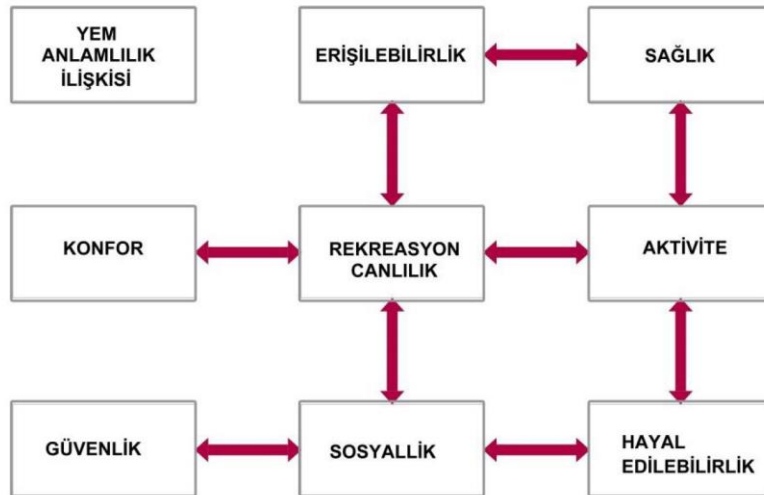 YEM
ANLAMLILIK
İLİŞKİSİ
ERİŞİLEBİLİRLİK
SAĞLIK
KONFOR
REKREASYON
CANLILIK
AKTİVİTE
GÜVENLİK
SOSYALLİK
HAYAL
EDİLEBİLİRLİK